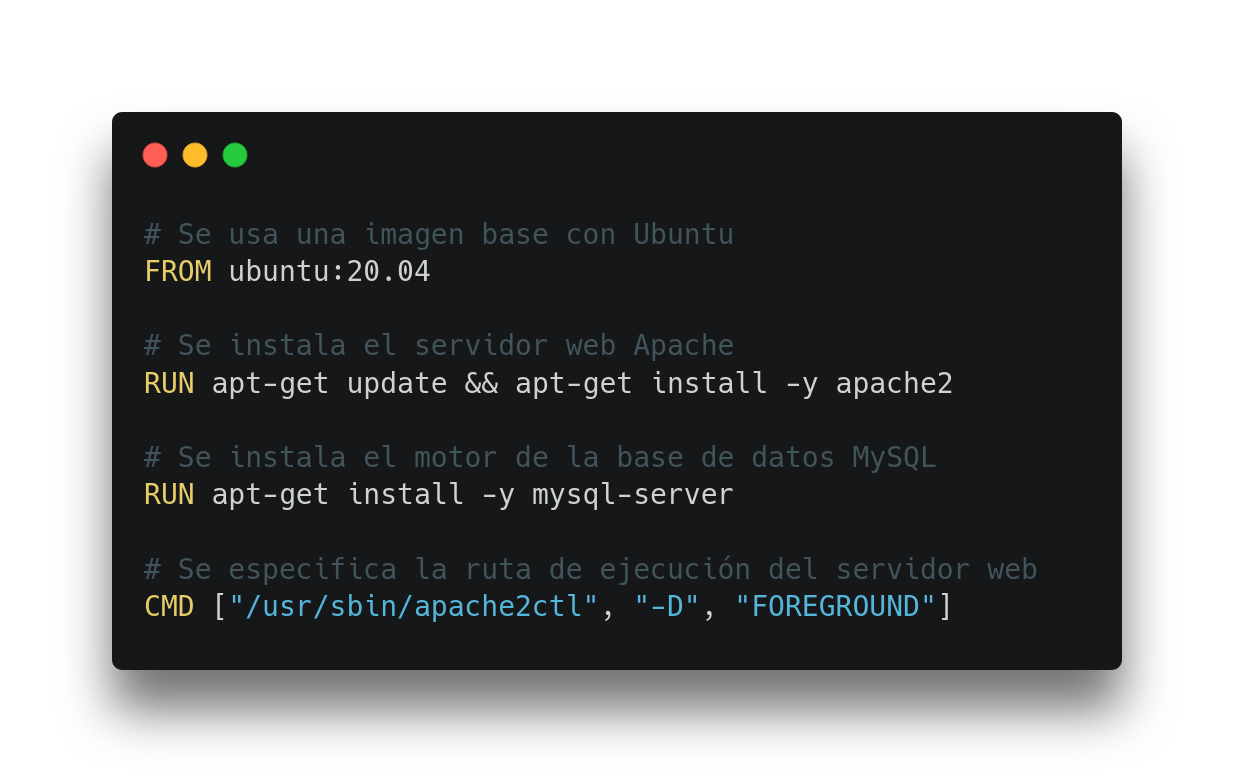 # Se usa una imagen base con Ubuntu
FROM ubuntu:20.04
# Se instala el servidor web Apache
RUN apt-get update && apt-get install -y apache2
# Se instala el motor de la base de datos MySQL
RUN apt-get install -y mysql-server
# Se especifica la ruta de ejecución del servidor web
CMD ["/usr/sbin/apache2ctl", "-D", "FOREGROUND"]